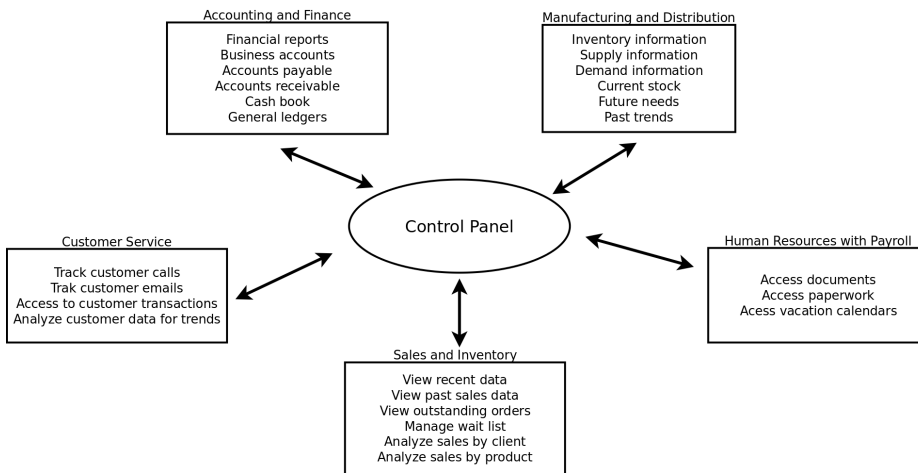 Accounting and Finance
Financial reports
Business accounts
Accounts payable
Accounts receivable
Cash book
General ledgers
Manufacturing and Distribution
Inventory information
Supply information
Demand information
Current stock
Future needs
Past trends
Control Panel
Customer Service
Track customer calls
Trak customer emails
Access to customer transactions
Analyze customer data for trends
Human Resources with Payroll
Access documents
Access paperwork
Acess vacation calendars
Sales and Inventory
View recent data
View past sales data
View outstanding orders
Manage wait list
Analyze sales by client
Analyze sales by product